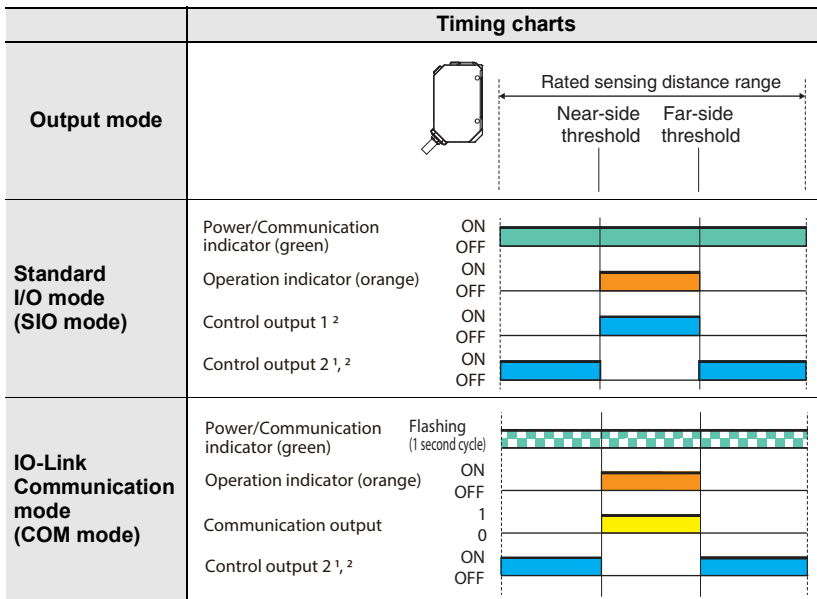 Timing charts
Output mode
Rated sensing distance range
Near-side Far-side
threshold threshold
Standard
I/O mode
(SIO mode)
Power/Communication
indicator (green)
ON
OFF
Operation indicator (orange)
ON
OFF
Control output 1 ²
ON
OFF
Control output 2 ¹, ²
ON
OFF
IO-Link
Communication
mode
(COM mode)
Power/Communication
indicator (green)
Flashing
(1 second cycle)
Operation indicator (orange)
ON
OFF
Communication output
1
0
Control output 2 ¹, ²
ON
OFF